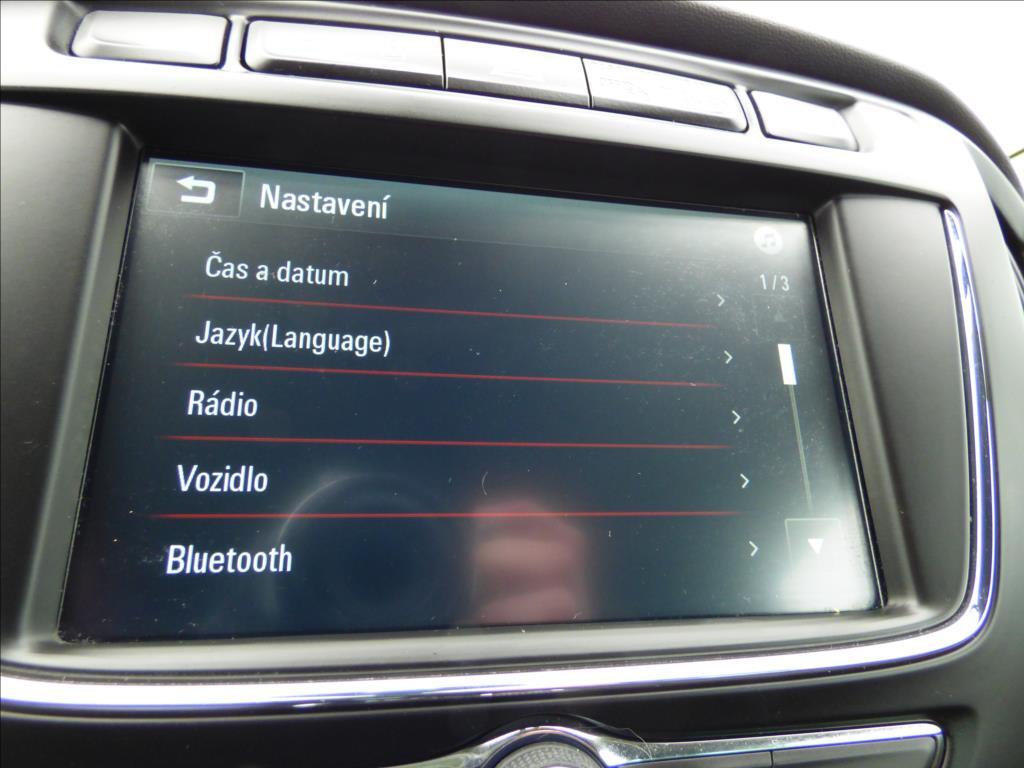 Nastavení
1/3
Čas a datum
Jazyk(Language)
Rádio
Vozidlo
Bluetooth